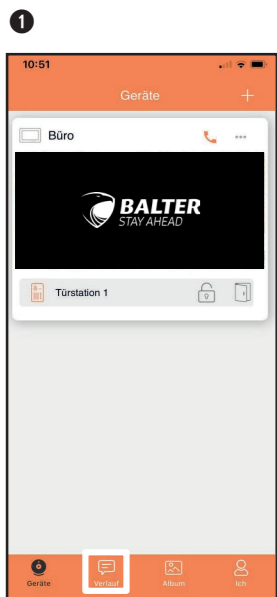 1
10:51
Geräte +
Büro
BALTER
STAY AHEAD
Türstation 1
Geräte Verlauf Album Ich